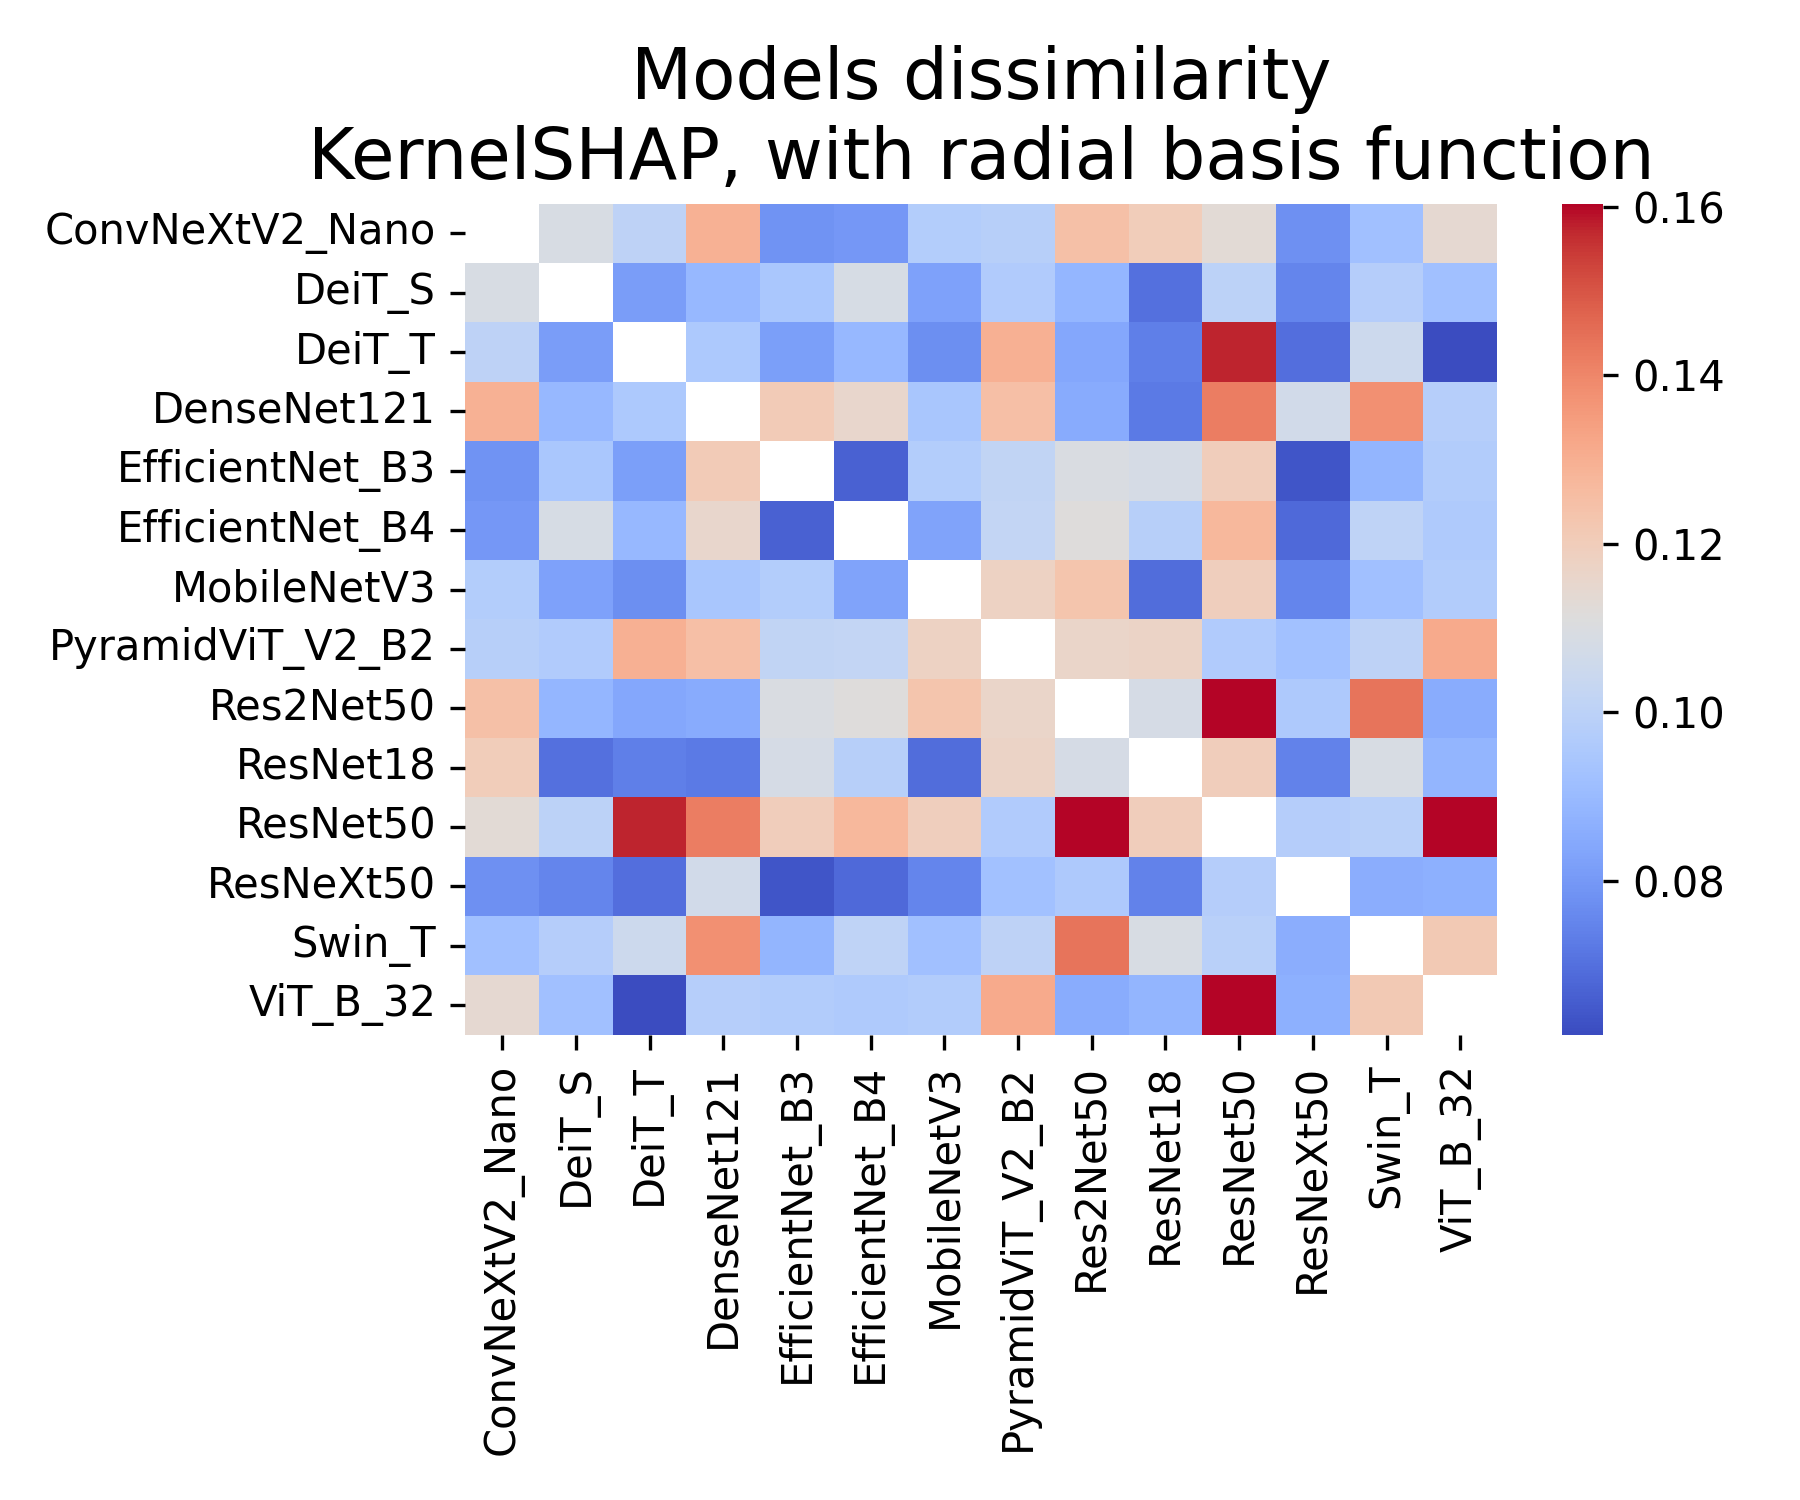 Models dissimilarity
KernelSHAP, with radial basis function
ConvNeXtV2_Nano
DeiT_S
DeiT_T
DenseNet121
EfficientNet_B3
EfficientNet_B4
MobileNetV3
PyramidViT_V2_B2
Res2Net50
ResNet18
ResNet50
ResNeXt50
Swin_T
ViT_B_32
ConvNeXtV2_Nano
DeiT_S
DeiT_T
DenseNet121
EfficientNet_B3
EfficientNet_B4
MobileNetV3
PyramidViT_V2_B2
Res2Net50
ResNet18
ResNet50
ResNeXt50
Swin_T
ViT_B_32
0.16
0.14
0.12
0.10
0.08